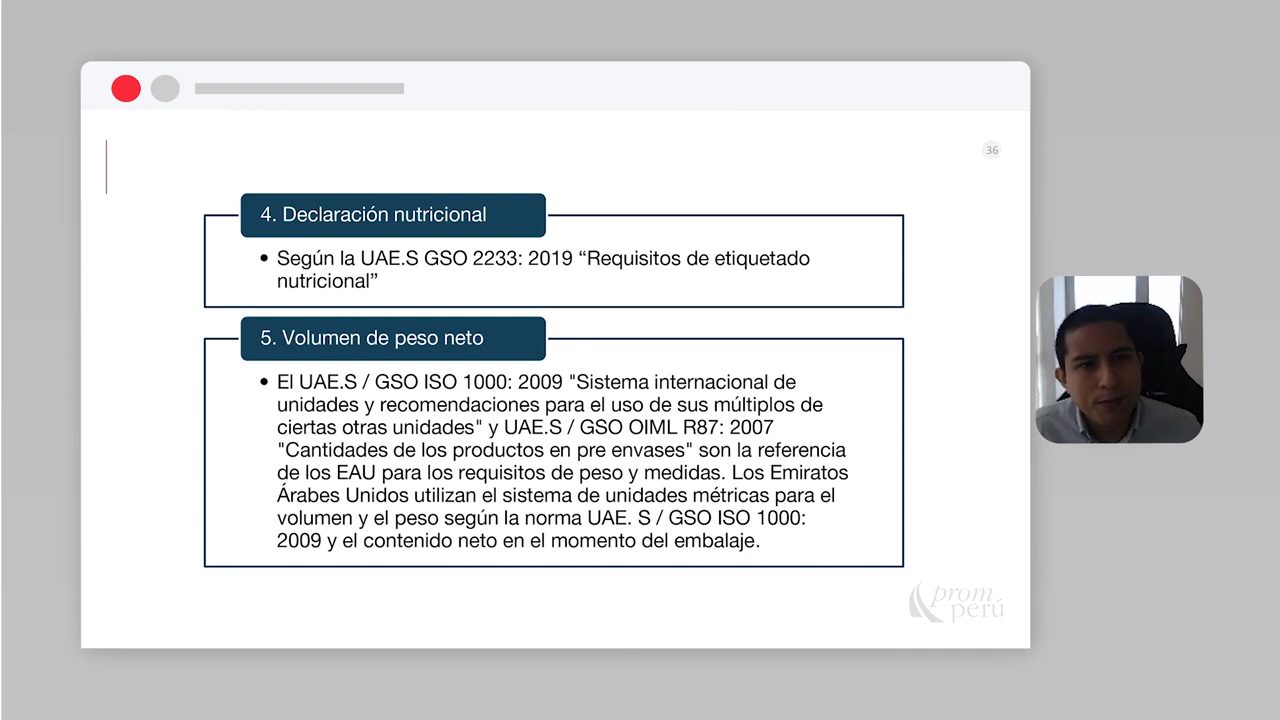 36
4. Declaración nutricional
• Según la UAE.S GSO 2233: 2019 “Requisitos de etiquetado
nutricional”
5. Volumen de peso neto
• El UAE.S / GSO ISO 1000: 2009 "Sistema internacional de
unidades y recomendaciones para el uso de sus múltiplos de
ciertas otras unidades" y UAE.S / GSO OIML R87: 2007
"Cantidades de los productos en pre envases" son la referencia
de los EAU para los requisitos de peso y medidas. Los Emiratos
Árabes Unidos utilizan el sistema de unidades métricas para el
volumen y el peso según la norma UAE. S / GSO ISO 1000:
2009 y el contenido neto en el momento del embalaje.
prom
perú